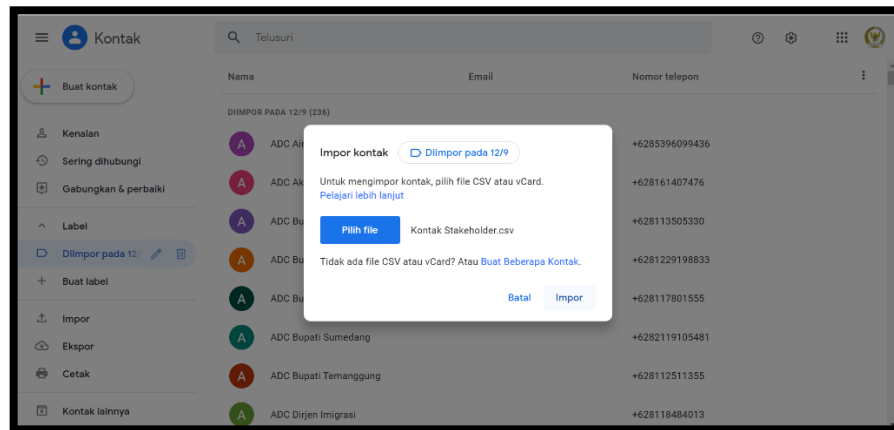 Kontak
Telusuri
Buat kontak
Kenalan
Sering dihubungi
Gabungkan & perbaiki
Label
Diimpor pada 12
Buat label
Impor
Ekspor
Cetak
Kontak lainnya
Nama Email Nomor telepon
DIIMPOR PADA 12/9 (236)
A ADC Air +6285396099436
A ADC Ak +628161407476
A ADC Bu +628113505330
A ADC Bu +6281229198833
A ADC Bu +628117801555
A ADC Bupati Sumedang +6282119105481
A ADC Bupati Temanggung +628112511355
A ADC Dirjen Imigrasi +628118484013
Impor kontak Diimpor pada 12/9
Untuk mengimpor kontak, pilih file CSV atau vCard.
Pelajari lebih lanjut
Pilih file Kontak Stakeholder.csv
Tidak ada file CSV atau vCard? Atau Buat Beberapa Kontak.
Batal Impor